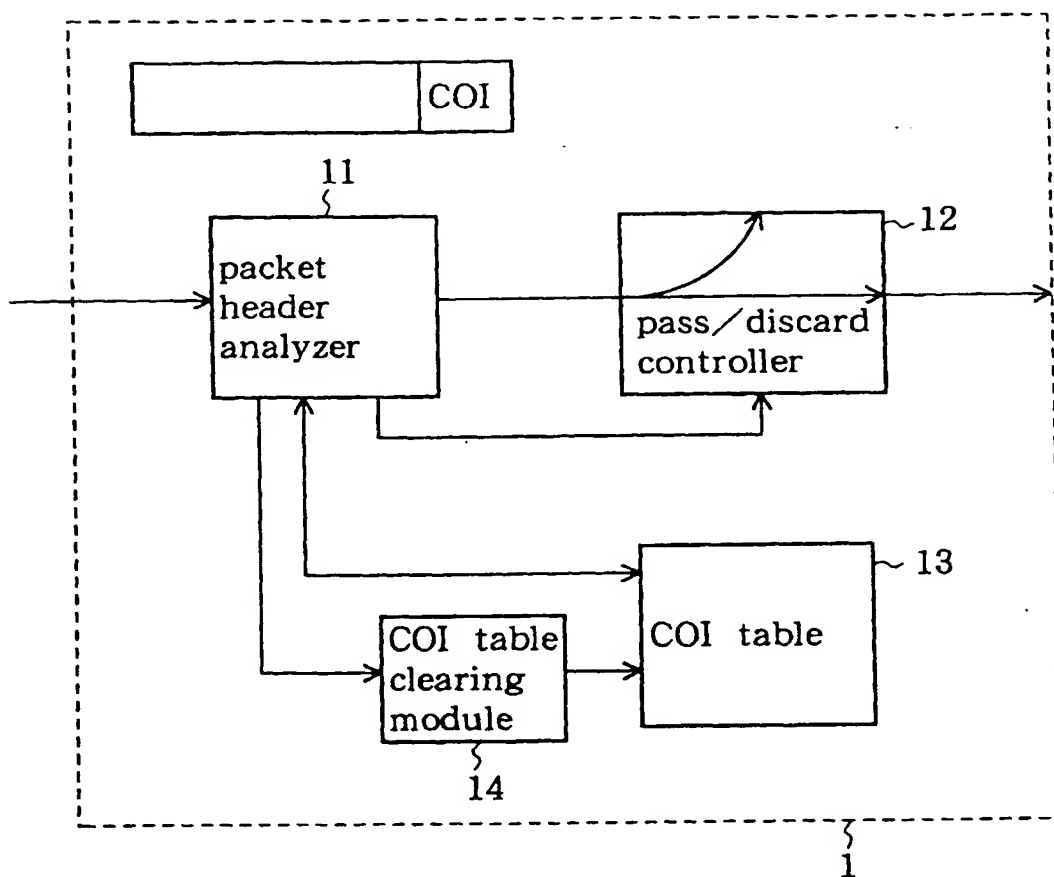 COI
11
packet
header
analyzer
12
pass/discard
controller
13
COI table
COI table
clearing
module
14
1